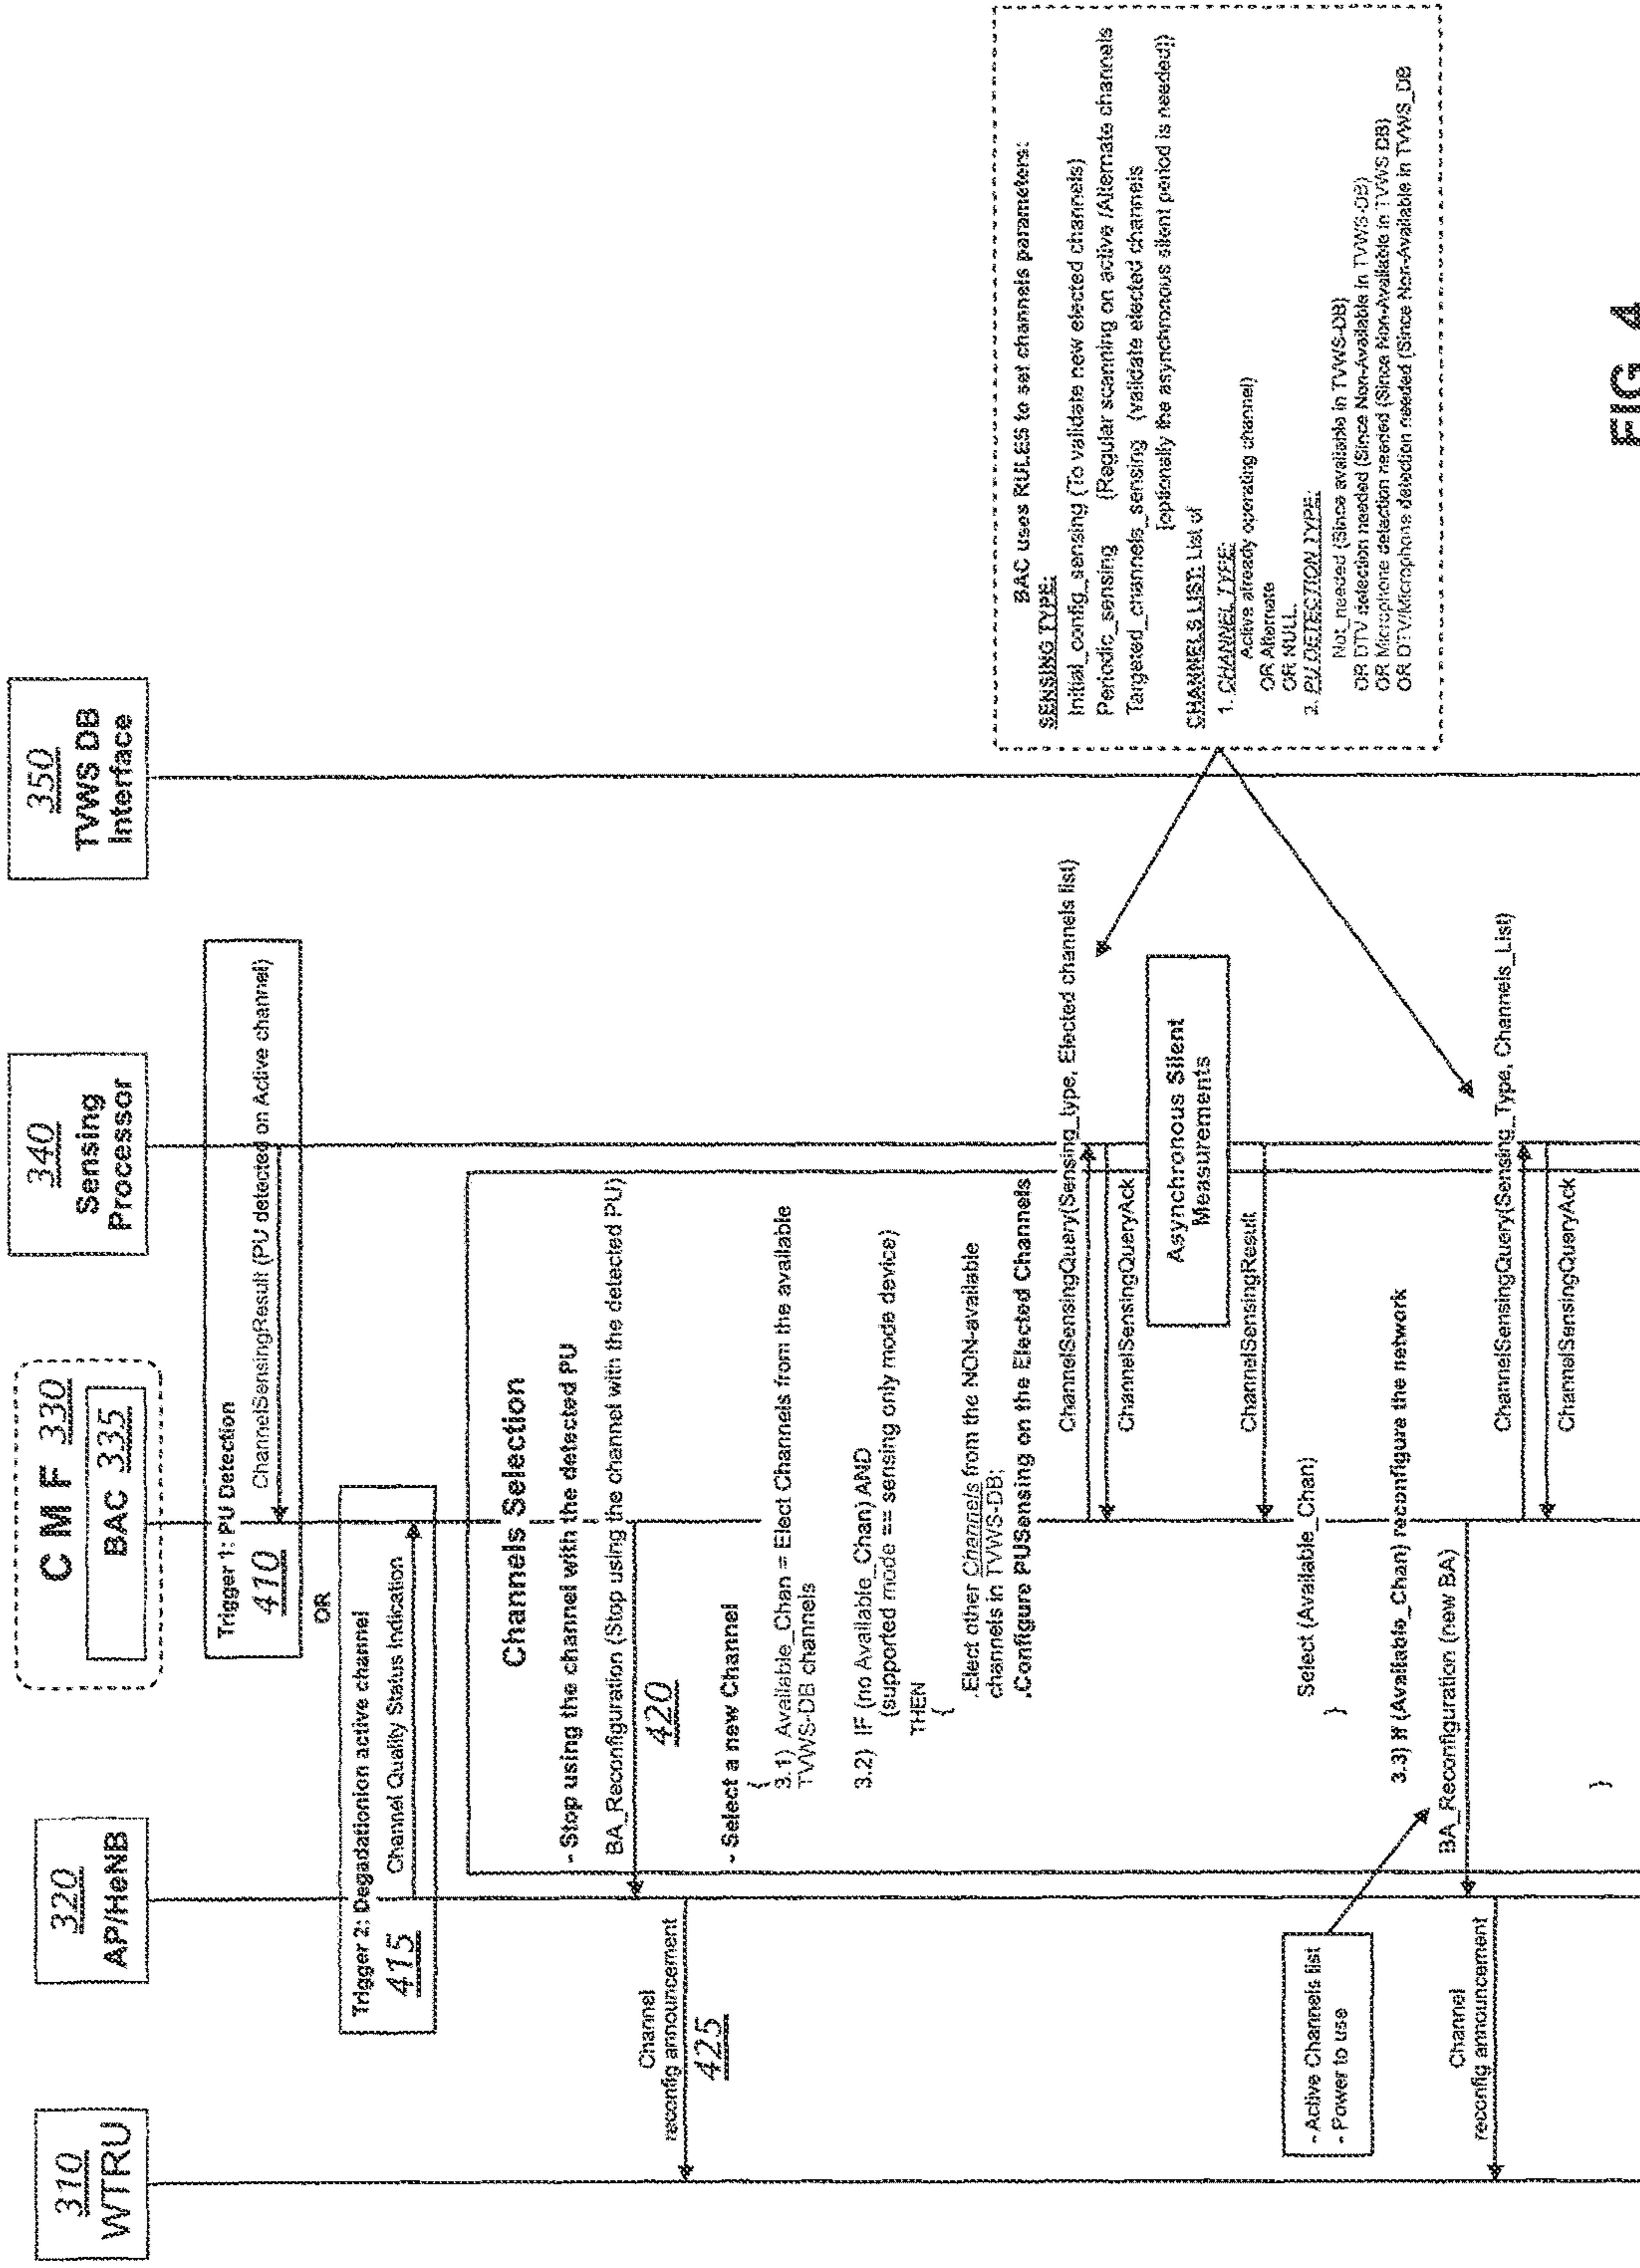 310
WTRU
320
AP/HeNB
C M F 330
BAC 335
340
Sensing
Processor
350
TVWS DB
Interface
Trigger 1: PU Detection
410
ChannelSensingResult (PU detected on Active channel)
OR
Trigger 2: Degadationion active channel
415
Channel Quality Status Indication
Channels Selection
- Stop using the channel with the detected PU
BA_Reconfiguration (Stop using the channel with the detected PU)
420
Channel
reconfig announcement
425
- Select a new Channel
{
3.1) Available_Chan = Elect Channels from the available
TVWS-DB channels
3.2) IF (no Available_Chan) AND
(supported mode == sensing only mode device)
THEN
{
.Elect other Channels from the NON-available
channels in TVWS-DB;
.Configure PUSensing on the Elected Channels
ChannelSensingQuery(Sensing_type, Elected channels list)
ChannelSensingQueryAck
Asynchronous Silent
Measurements
ChannelSensingResult
Select (Available_Chan)
}
3.3) If (Available_Chan) reconfigure the network
- Active Channels list
- Power to use
BA_Reconfiguration (new BA)
Channel
reconfig announcement
ChannelSensingQuery(Sensing_Type, Channels_List)
ChannelSensingQueryAck
}
BAC uses RULES to set channels parameters:
SENSING TYPE:
Initial_config_sensing (To validate new elected channels)
Periodic_sensing (Regular scanning on active /Alternate channels
Targeted_channels_sensing (validate elected channels
[optionally the asynchronous silent period is needed])
CHANNELS LIST: List of
1. CHANNEL TYPE:
Active already operating channel)
OR Alternate
OR NULL
2. PU DETECTION TYPE:
Not_needed (Since available in TVWS-DB)
OR DTV detection needed (Since Non-Available in TVWS-DB)
OR Microphone detection needed (Since Non-Available in TVWS DB)
OR DTV/Microphone detection needed (Since Non-Available in TVWS_DB
FIG. 4